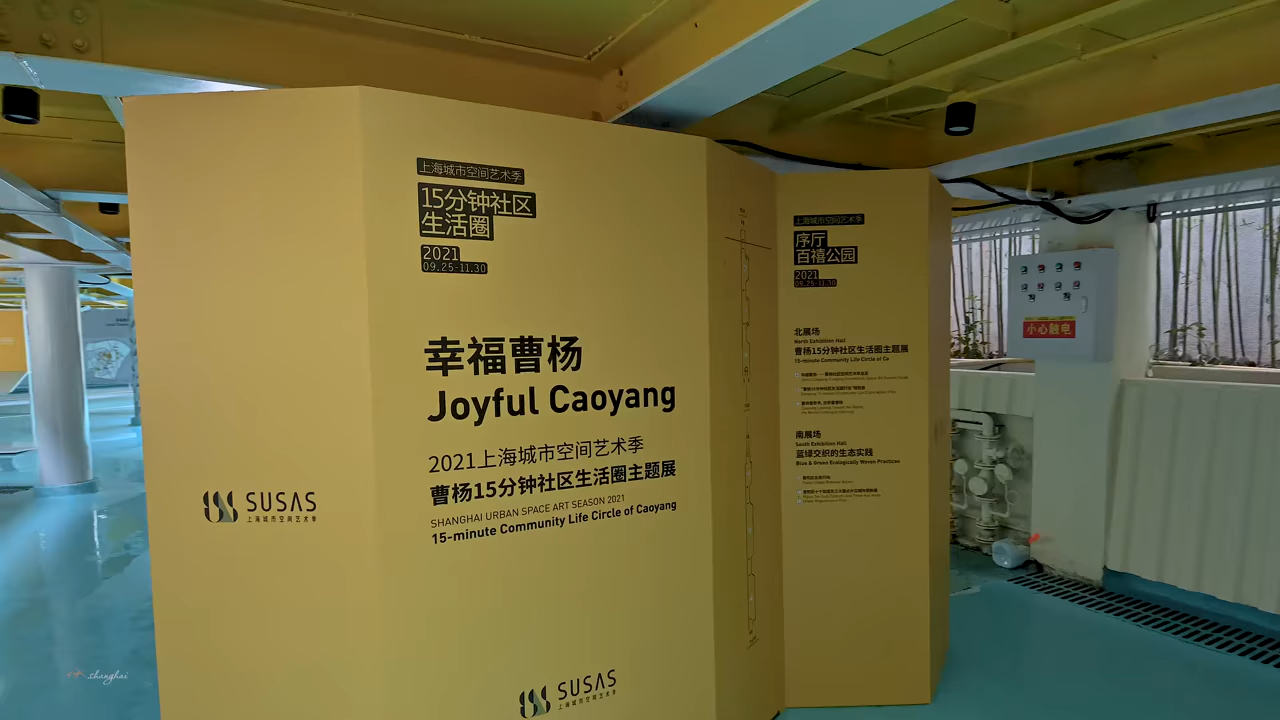 上海城市空间艺术季
15分钟社区
生活圈
2021
09.25-11.30
幸福曹杨
Joyful Caoyang
2021上海城市空间艺术季
曹杨15分钟社区生活圈主题展
SHANGHAI URBAN SPACE ART SEASON 2021
15-minute Community Life Circle of Caoyang
SUSAS
上海城市空间艺术季
SUSAS
上海城市空间艺术季
上海城市空间艺术季
序厅
百禧公园
2021
09.25-11.30
北展场
North Exhibition Hall
曹杨15分钟社区生活圈主题展
15-minute Community Life Circle of Ca
南展场
South Exhibition Hall
蓝绿交织的生态实践
Blue & Green Ecologically Woven Practices
小心触电
shanghai